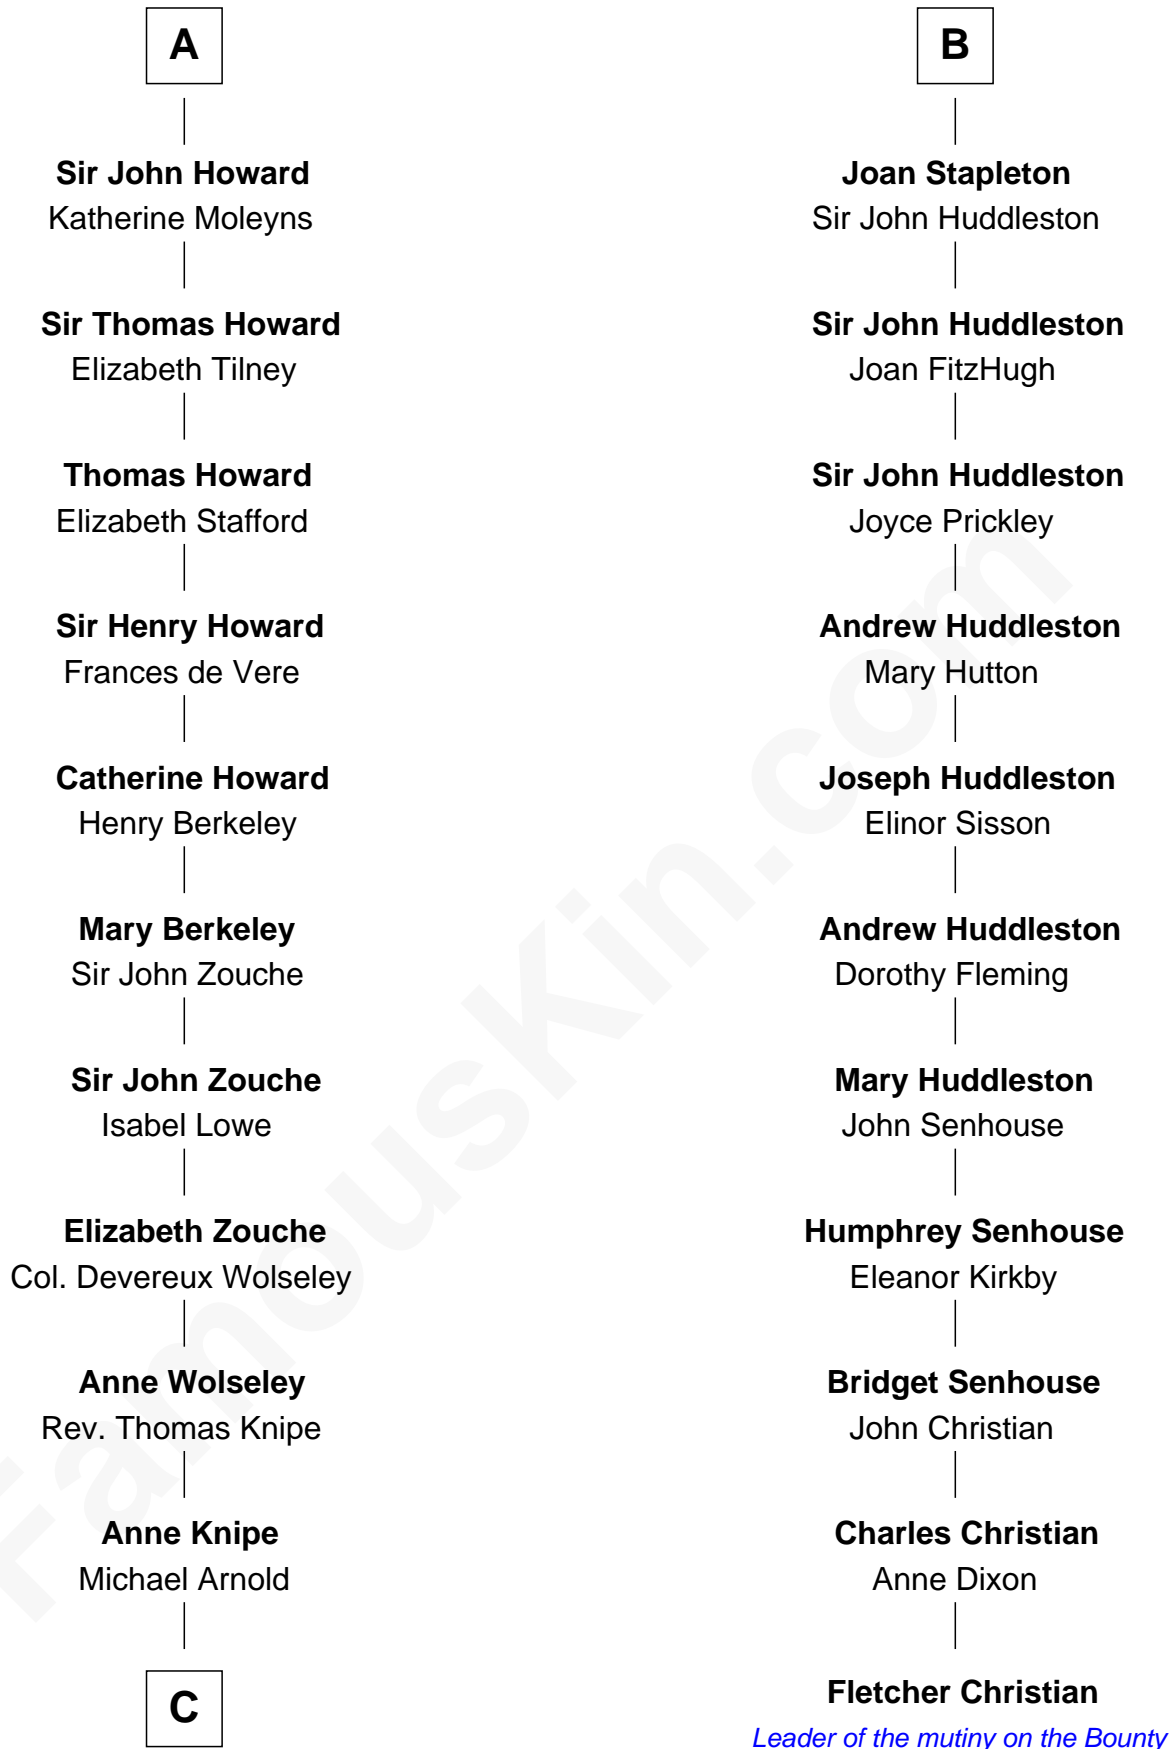 A
Sir John Howard
Katherine Moleyns
Sir Thomas Howard
Elizabeth Tilney
Thomas Howard
Elizabeth Stafford
Sir Henry Howard
Frances de Vere
Catherine Howard
Henry Berkeley
Mary Berkeley
Sir John Zouche
Sir John Zouche
Isabel Lowe
Elizabeth Zouche
Col. Devereux Wolseley
Anne Wolseley
Rev. Thomas Knipe
Anne Knipe
Michael Arnold
C
B
Joan Stapleton
Sir John Huddleston
Sir John Huddleston
Joan FitzHugh
Sir John Huddleston
Joyce Prickley
Andrew Huddleston
Mary Hutton
Joseph Huddleston
Elinor Sisson
Andrew Huddleston
Dorothy Fleming
Mary Huddleston
John Senhouse
Humphrey Senhouse
Eleanor Kirkby
Bridget Senhouse
John Christian
Charles Christian
Anne Dixon
Fletcher Christian
Leader of the mutiny on the Bounty
FamousKin.com